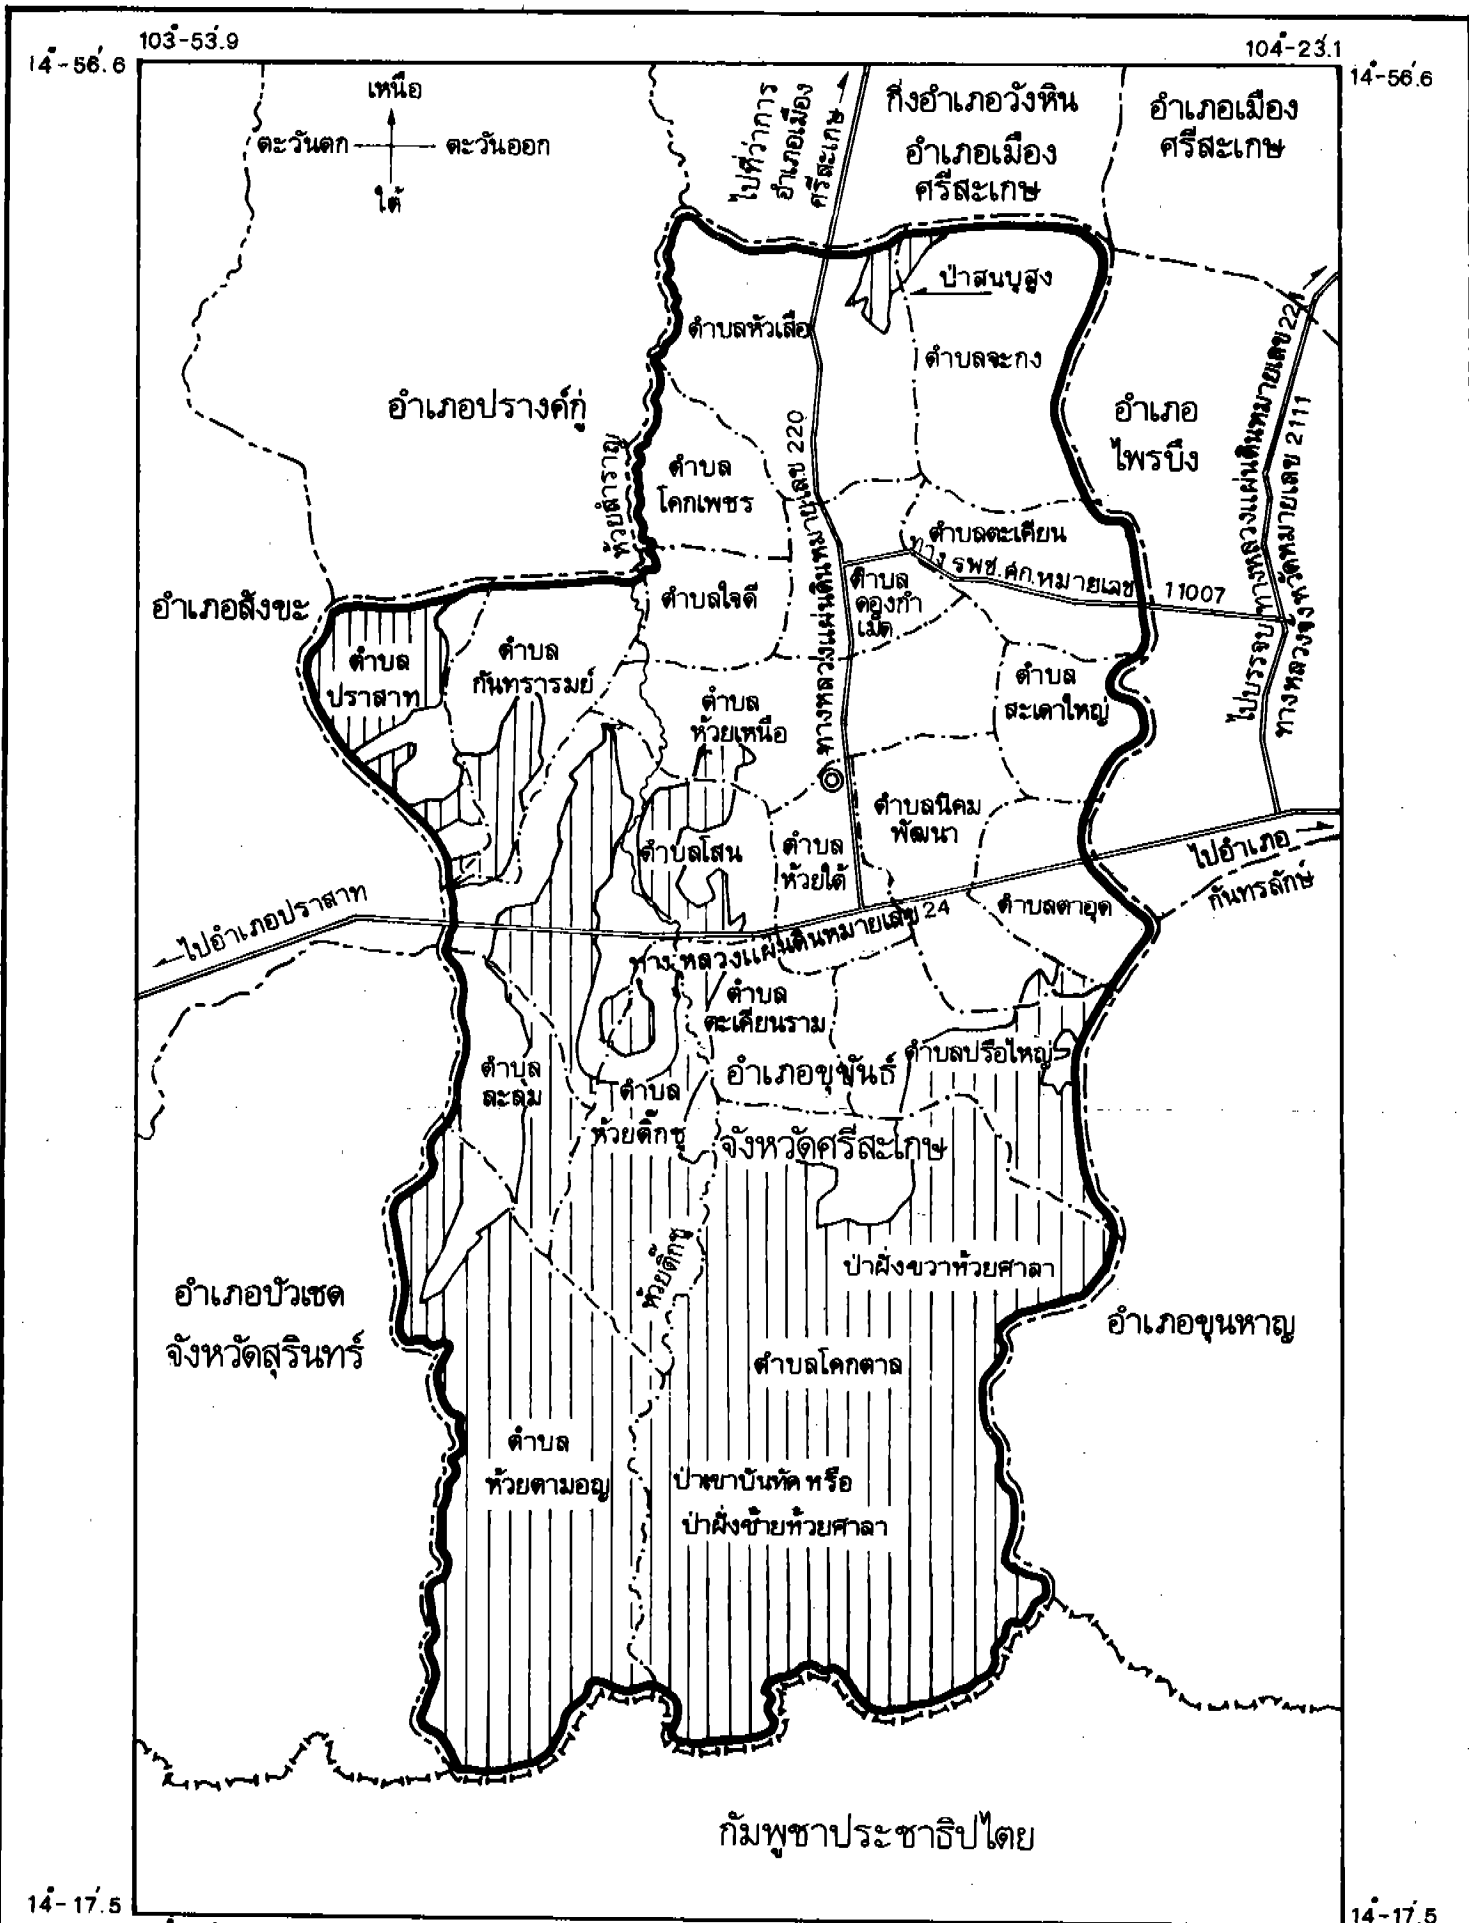 103°-53.9
104°-23.1
14°-56.6
14°-56.6
เหนือ
ตะวันตก
ตะวันออก
ใต้
ไปที่ว่าการ
อำเภอเมือง
ศรีสะเกษ
กิ่งอำเภอวังหิน
อำเภอเมือง
ศรีสะเกษ
อำเภอเมือง
ศรีสะเกษ
ป่าสนบุสูง
ตำบลหัวเสือ
ตำบลจะกง
อำเภอปรางค์กู่
อำเภอ
ไพรบึง
ทางหลวงแผ่นดินหมายเลข 220
ไปบรรจบทางหลวงแผ่นดินหมายเลข 221
ทางหลวงจังหวัดหมายเลข 2111
ห้วยสำราญ
ตำบล
โคกเพชร
ตำบลตะเคียน
ทาง รพช.ศก.หมายเลข 11007
ตำบลใจดี
ตำบล
ดองกำ
เม็ด
อำเภอสังขะ
ตำบล
ปราสาท
ตำบล
กันทรารมย์
ตำบล
สะเดาใหญ่
ตำบล
ห้วยเหนือ
ตำบลนิคม
พัฒนา
ตำบลโสน
ตำบล
ห้วยใต้
ไปอำเภอ
กันทรลักษ์
ไปอำเภอปราสาท
ตำบลตาอุด
ทางหลวงแผ่นดินหมายเลข 24
ตำบล
ตะเคียนราม
ตำบลปรือใหญ่
อำเภอขุขันธ์
ตำบล
ละลม
ตำบล
ห้วยติ๊กชู
จังหวัดศรีสะเกษ
ห้วยติ๊กชู
ป่าฝั่งขวาห้วยศาลา
อำเภอบัวเชด
จังหวัดสุรินทร์
อำเภอขุนหาญ
ตำบลโคกตาล
ตำบล
ห้วยตามอญ
ป่าเขาบันทัด หรือ
ป่าฝั่งซ้ายห้วยศาลา
กัมพูชาประชาธิปไตย
14°-17.5
14°-17.5